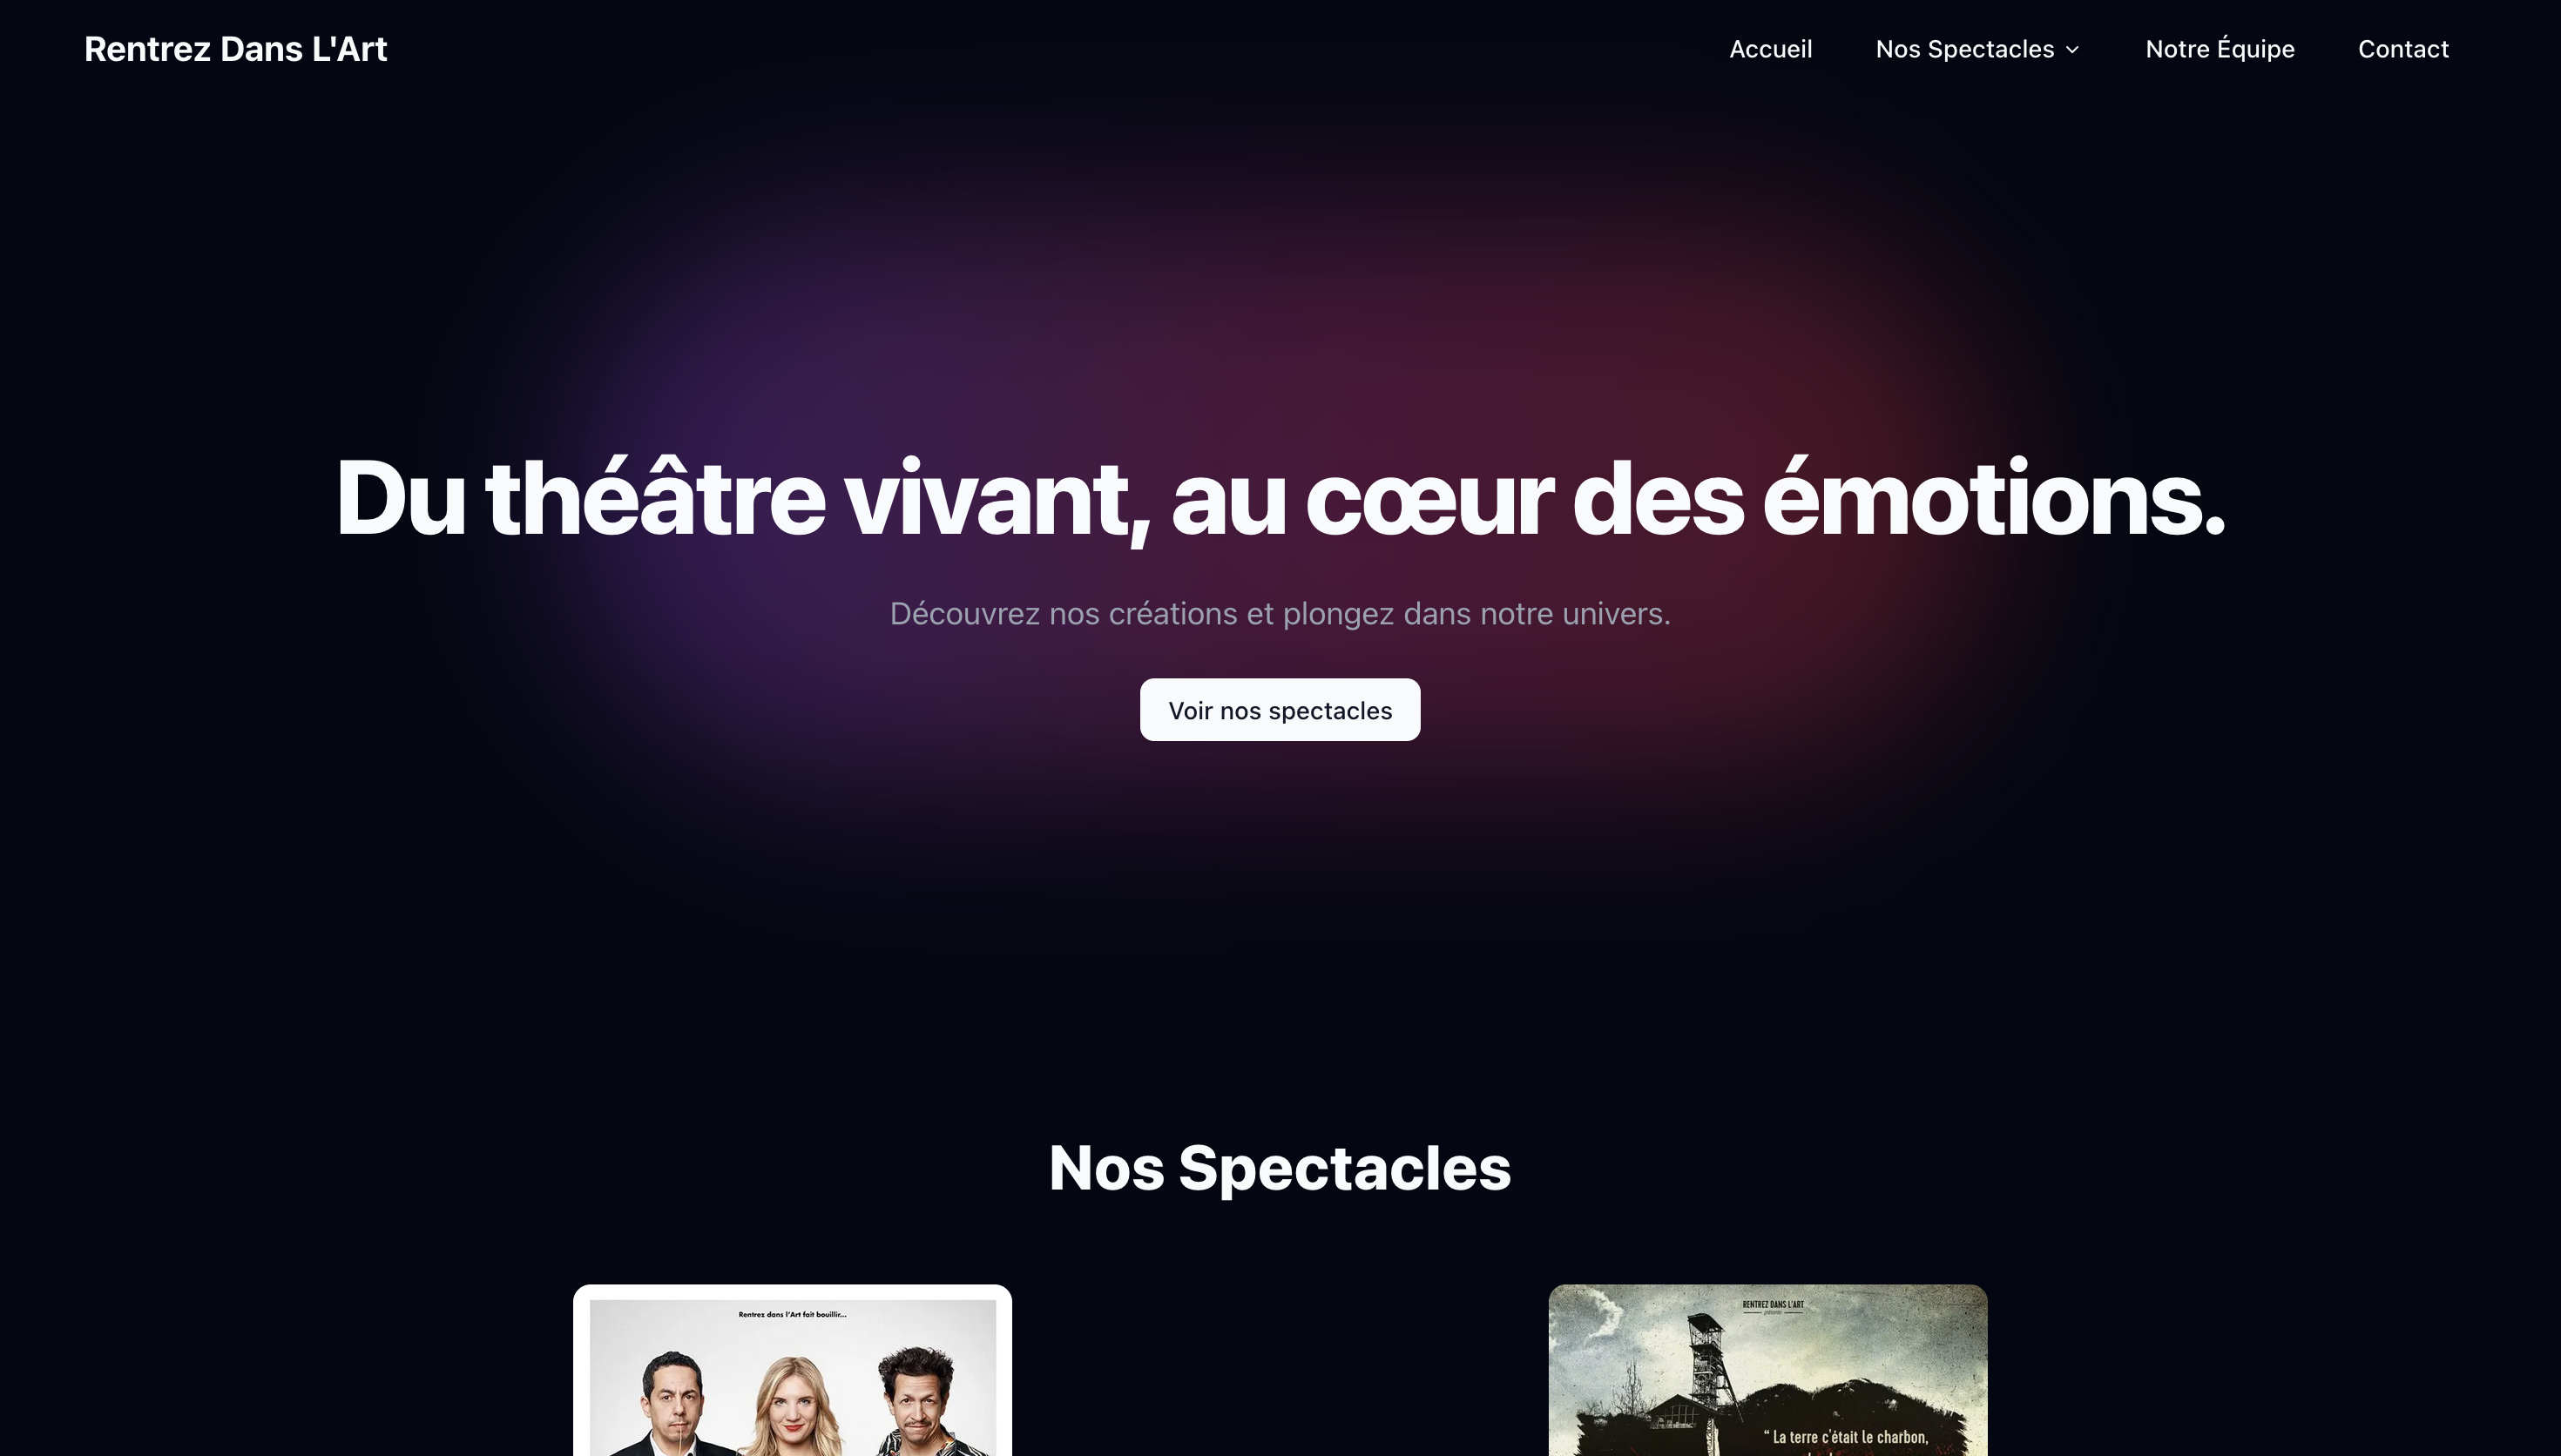 Rentrez Dans L'Art
Accueil
Nos Spectacles
Notre Équipe
Contact
Du théâtre vivant, au cœur des émotions.
Découvrez nos créations et plongez dans notre univers.
Voir nos spectacles
Nos Spectacles
Rentrez dans l'Art fait bouillir...
RENTREZ DANS L'ART
présente
“ La terre c'était le charbon,